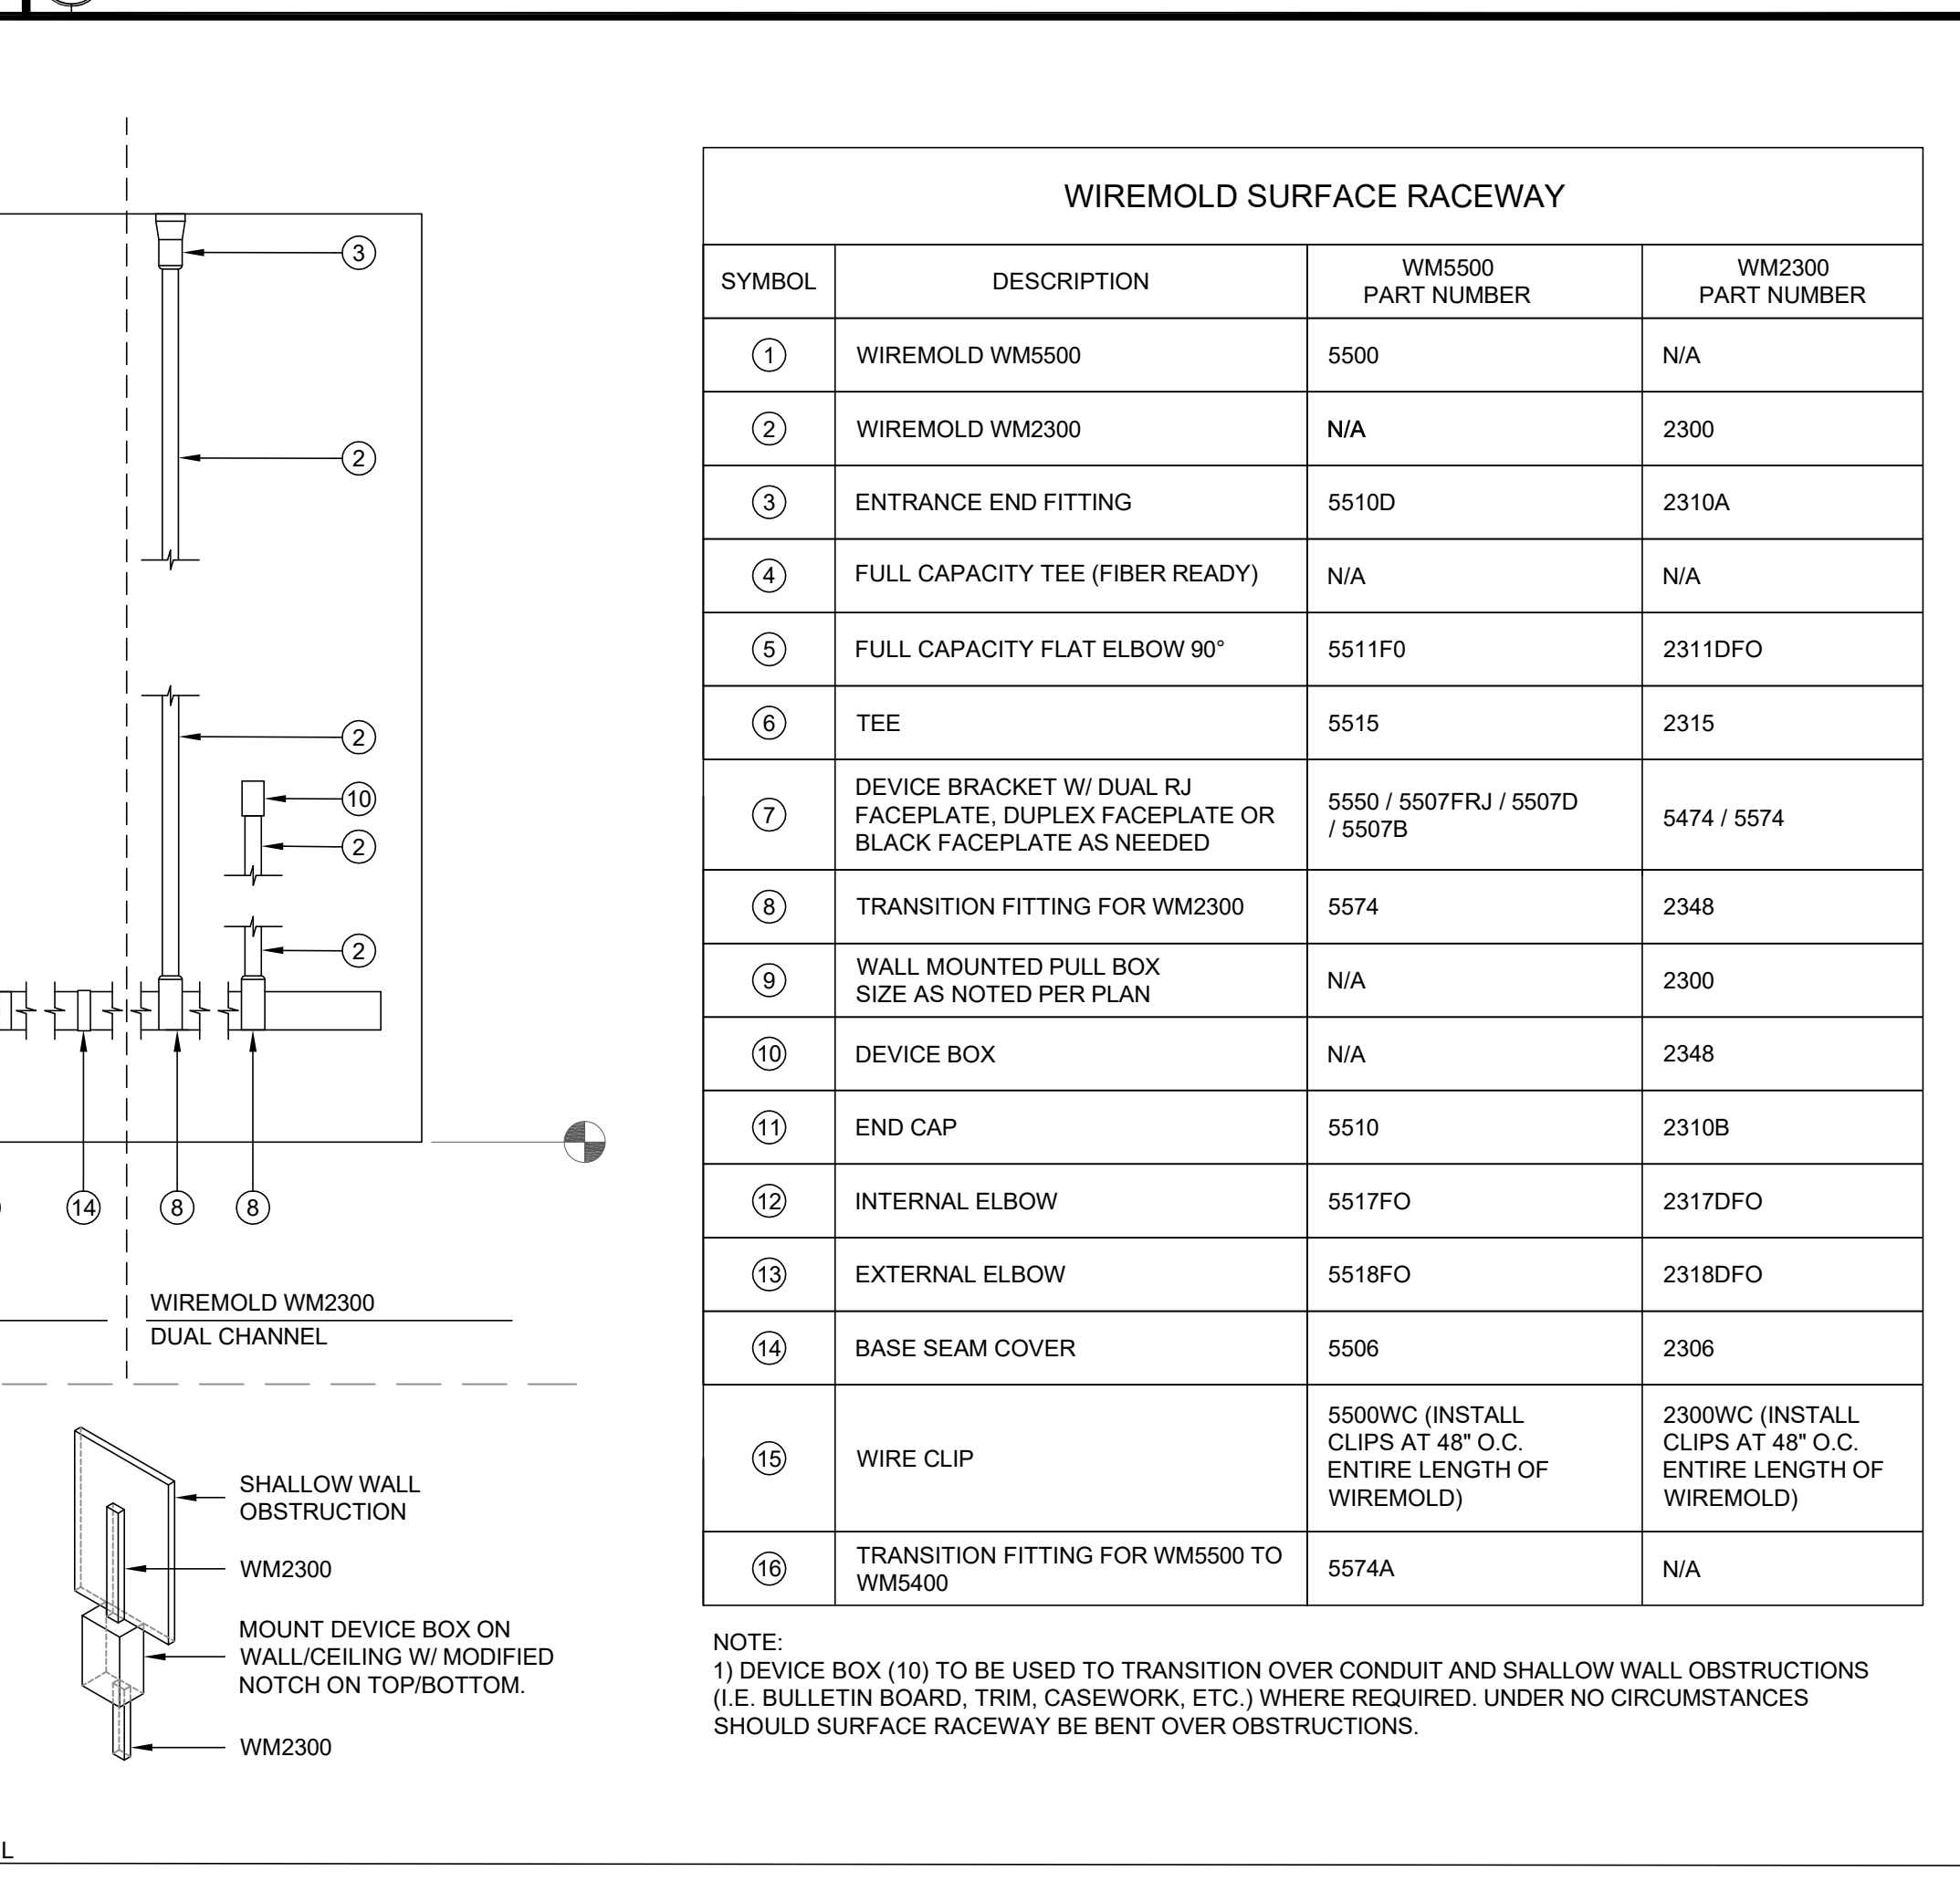 3
2
2
10
2
2
14
8
8
WIREMOLD WM2300
DUAL CHANNEL
SHALLOW WALL
OBSTRUCTION
WM2300
MOUNT DEVICE BOX ON
WALL/CEILING W/ MODIFIED
NOTCH ON TOP/BOTTOM.
WM2300
L
WIREMOLD SURFACE RACEWAY
SYMBOL DESCRIPTION WM5500 PART NUMBER WM2300 PART NUMBER
1 WIREMOLD WM5500 5500 N/A
2 WIREMOLD WM2300 N/A 2300
3 ENTRANCE END FITTING 5510D 2310A
4 FULL CAPACITY TEE (FIBER READY) N/A N/A
5 FULL CAPACITY FLAT ELBOW 90° 5511F0 2311DFO
6 TEE 5515 2315
7
DEVICE BRACKET W/ DUAL RJ
FACEPLATE, DUPLEX FACEPLATE OR
BLACK FACEPLATE AS NEEDED
5550 / 5507FRJ / 5507D
/ 5507B
5474 / 5574
8 TRANSITION FITTING FOR WM2300 5574 2348
9
WALL MOUNTED PULL BOX
SIZE AS NOTED PER PLAN
N/A 2300
10 DEVICE BOX N/A 2348
11 END CAP 5510 2310B
12 INTERNAL ELBOW 5517FO 2317DFO
13 EXTERNAL ELBOW 5518FO 2318DFO
14 BASE SEAM COVER 5506 2306
15 WIRE CLIP
5500WC (INSTALL
CLIPS AT 48" O.C.
ENTIRE LENGTH OF
WIREMOLD)
2300WC (INSTALL
CLIPS AT 48" O.C.
ENTIRE LENGTH OF
WIREMOLD)
16
TRANSITION FITTING FOR WM5500 TO
WM5400
5574A N/A
NOTE:
1) DEVICE BOX (10) TO BE USED TO TRANSITION OVER CONDUIT AND SHALLOW WALL OBSTRUCTIONS
(I.E. BULLETIN BOARD, TRIM, CASEWORK, ETC.) WHERE REQUIRED. UNDER NO CIRCUMSTANCES
SHOULD SURFACE RACEWAY BE BENT OVER OBSTRUCTIONS.